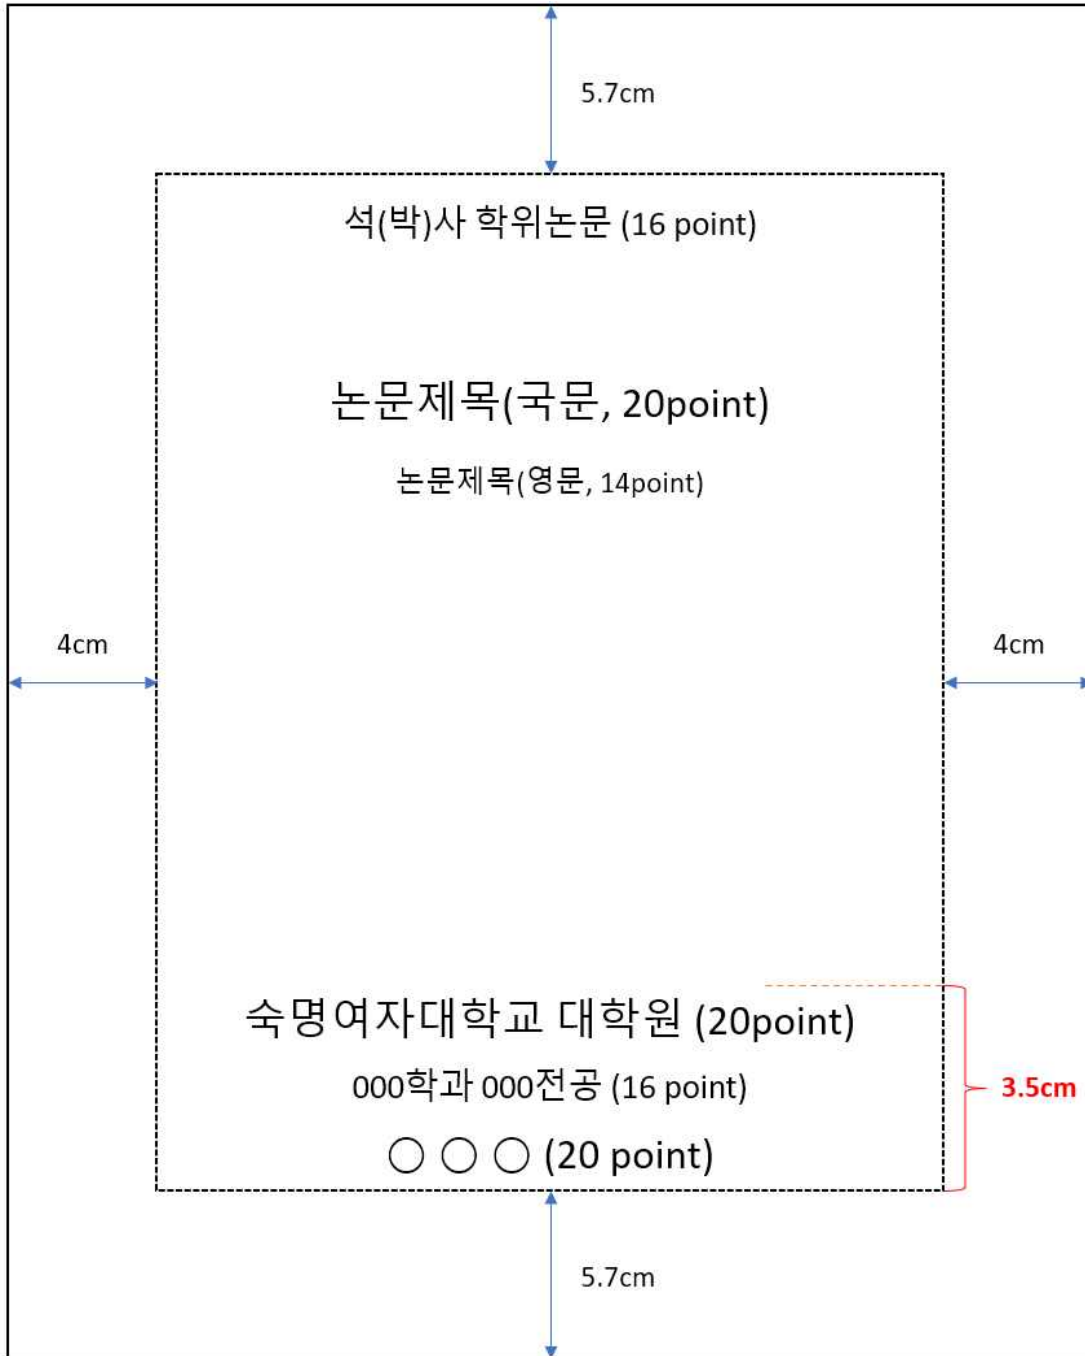 5.7cm
석(박)사 학위논문 (16 point)
논문제목(국문, 20point)
논문제목(영문, 14point)
4cm
4cm
숙명여자대학교 대학원 (20point)
000학과 000전공 (16 point)
3.5cm
○ ○ ○ (20 point)
5.7cm